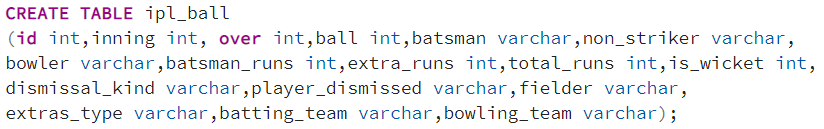 CREATE TABLE ipl_ball
(id int,inning int, over int,ball int,batsman varchar,non_striker varchar,
bowler varchar,batsman_runs int,extra_runs int,total_runs int,is_wicket int,
dismissal_kind varchar,player_dismissed varchar,fielder varchar,
extras_type varchar,batting_team varchar,bowling_team varchar);